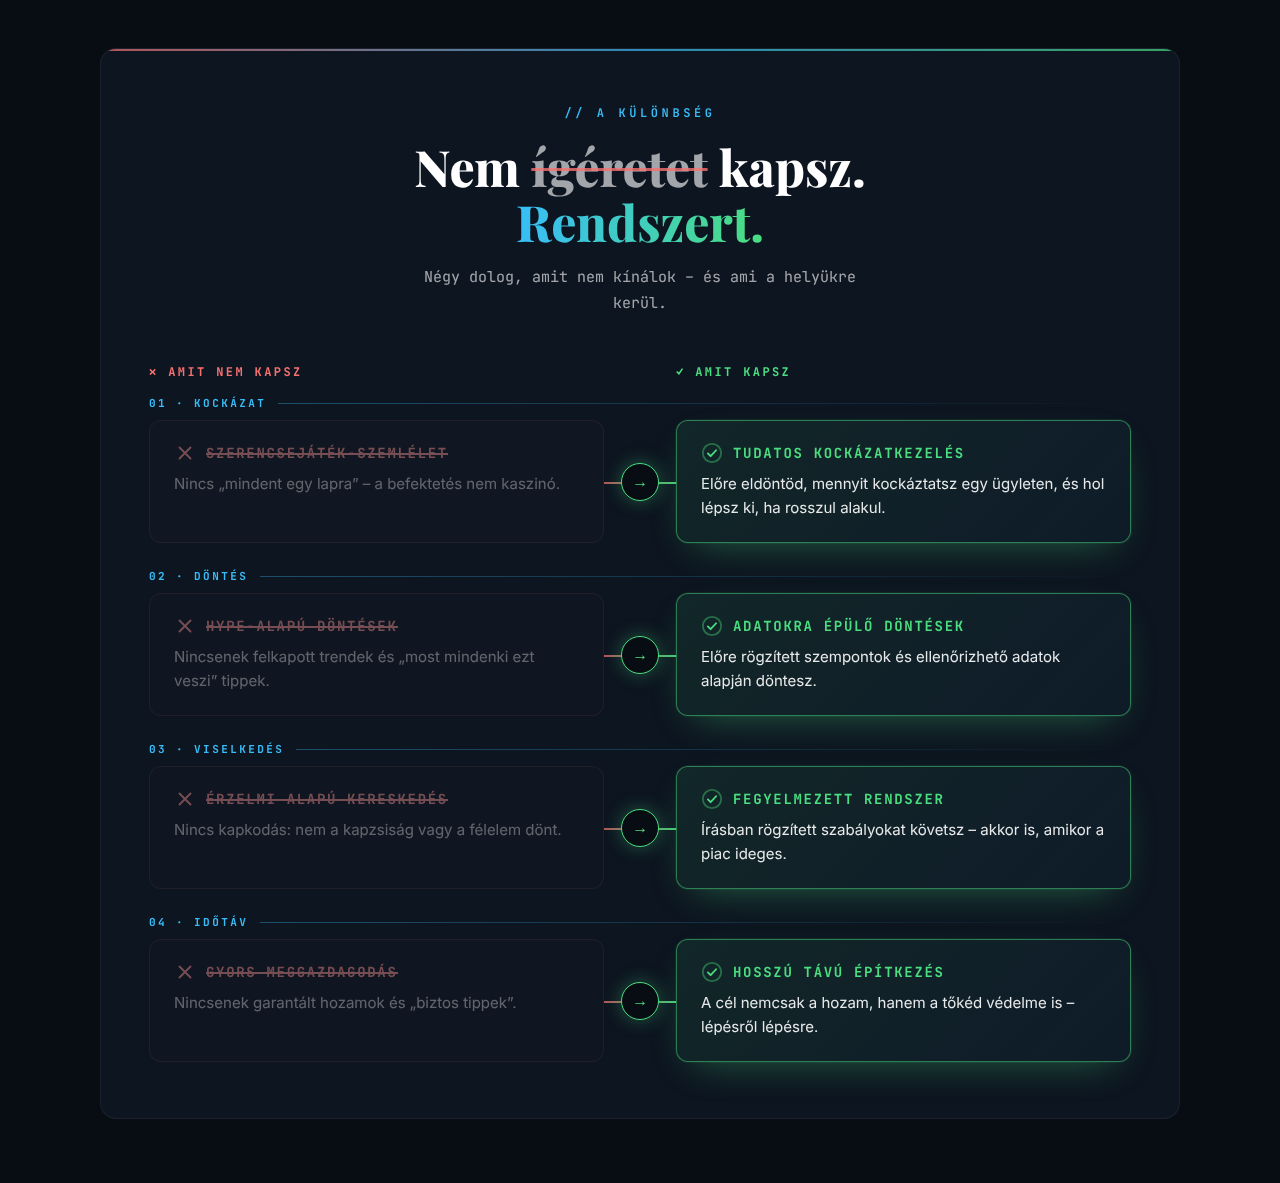 // A KÜLÖNBSÉG
Nem ígéretet kapsz.
Rendszert.
Négy dolog, amit nem kínálok – és ami a helyükre
kerül.
× AMIT NEM KAPSZ
✓ AMIT KAPSZ
01 · KOCKÁZAT
SZERENCSEJÁTÉK-SZEMLÉLET
Nincs „mindent egy lapra” – a befektetés nem kaszinó.
→
TUDATOS KOCKÁZATKEZELÉS
Előre eldöntöd, mennyit kockáztatsz egy ügyleten, és hol
lépsz ki, ha rosszul alakul.
02 · DÖNTÉS
HYPE-ALAPÚ DÖNTÉSEK
Nincsenek felkapott trendek és „most mindenki ezt
veszi” tippek.
→
ADATOKRA ÉPÜLŐ DÖNTÉSEK
Előre rögzített szempontok és ellenőrizhető adatok
alapján döntesz.
03 · VISELKEDÉS
ÉRZELMI ALAPÚ KERESKEDÉS
Nincs kapkodás: nem a kapzsiság vagy a félelem dönt.
→
FEGYELMEZETT RENDSZER
Írásban rögzített szabályokat követsz – akkor is, amikor a
piac ideges.
04 · IDŐTÁV
GYORS MEGGAZDAGODÁS
Nincsenek garantált hozamok és „biztos tippek”.
→
HOSSZÚ TÁVÚ ÉPÍTKEZÉS
A cél nemcsak a hozam, hanem a tőkéd védelme is –
lépésről lépésre.